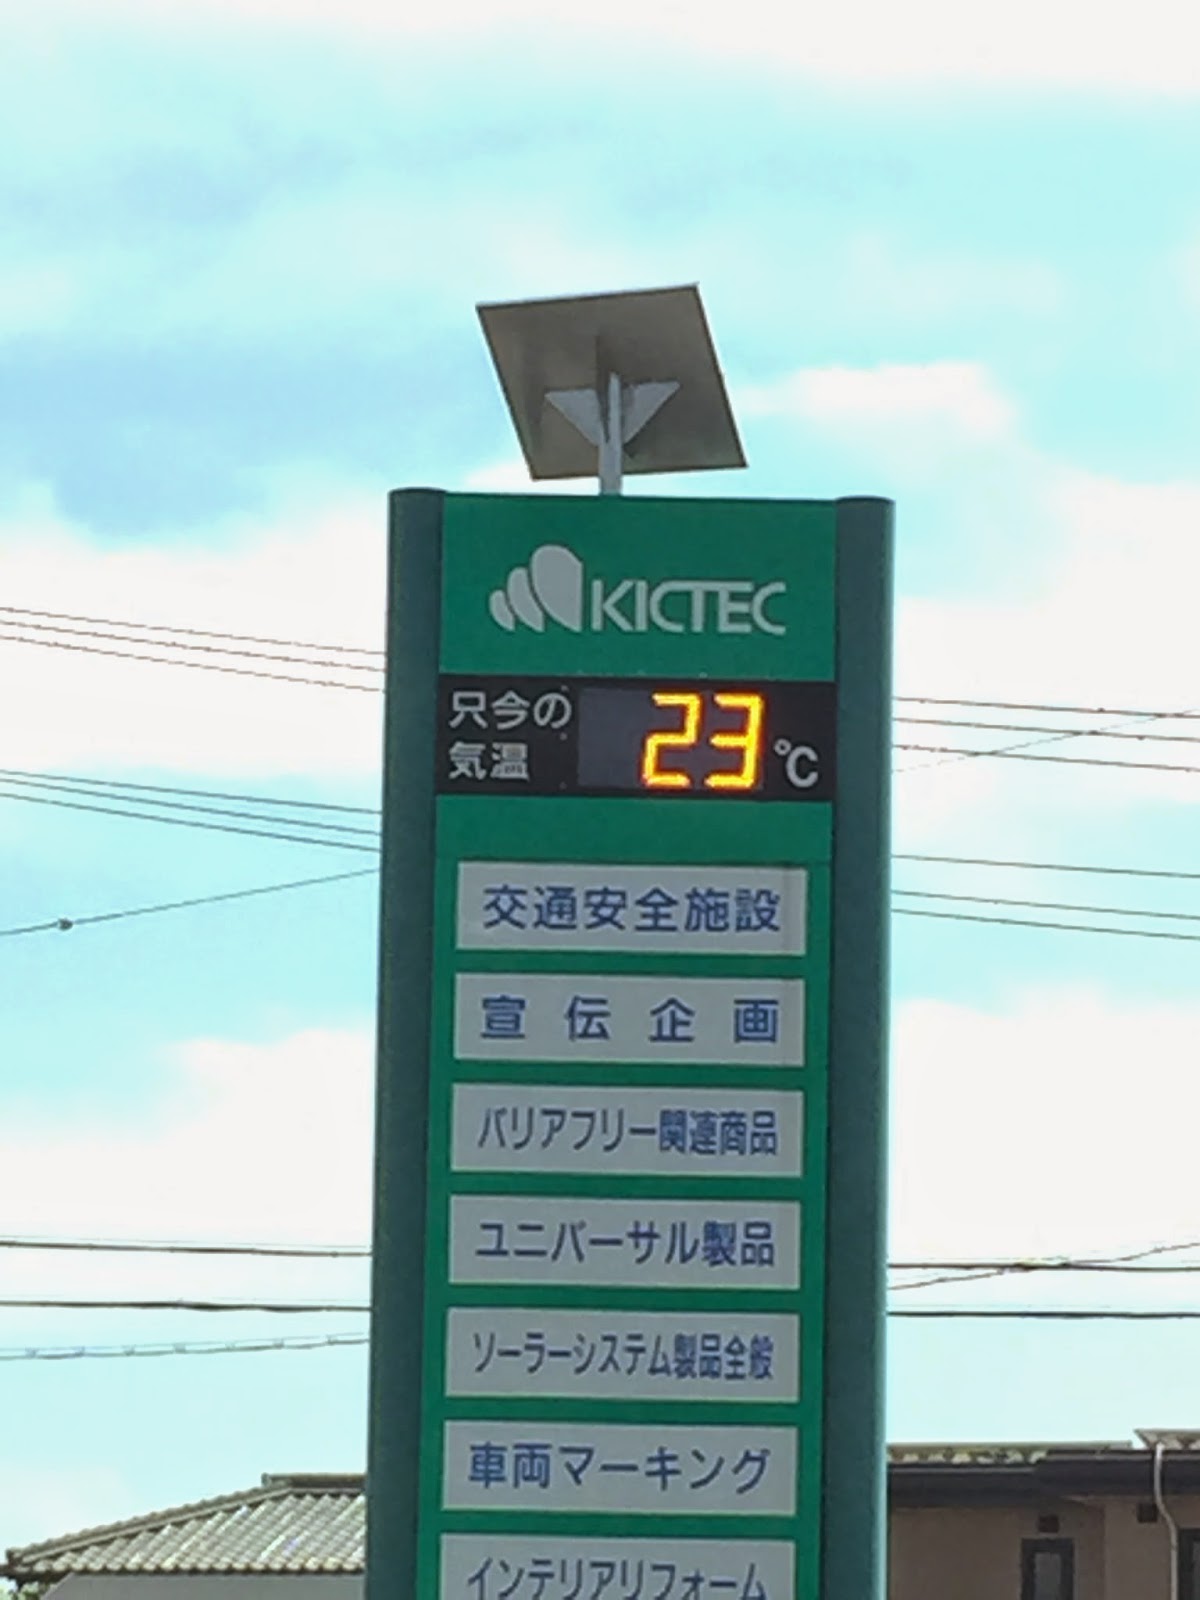 KICTEC
只今の
気温
23 ℃
交通安全施設
宣伝企画
バリアフリー関連商品
ユニバーサル製品
ソーラーシステム製品全般
車両マーキング
インテリアリフォーム